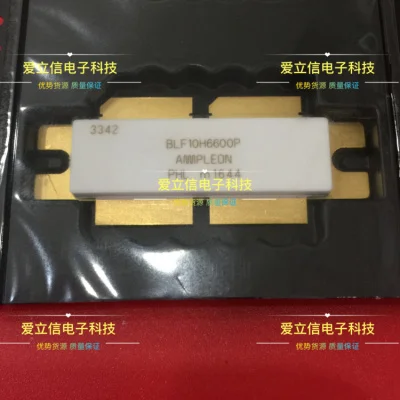 爱立信电子科技
优势货源 质量保证
爱立信电子科技
优势货源 质量保证
3342
BLF10H6600P
AMPLEON
PHL m1644
爱立信电子科技
优势货源 质量保证
爱立信电子科技
优势货源 质量保证
爱立信电子科技
优势货源 质量保证